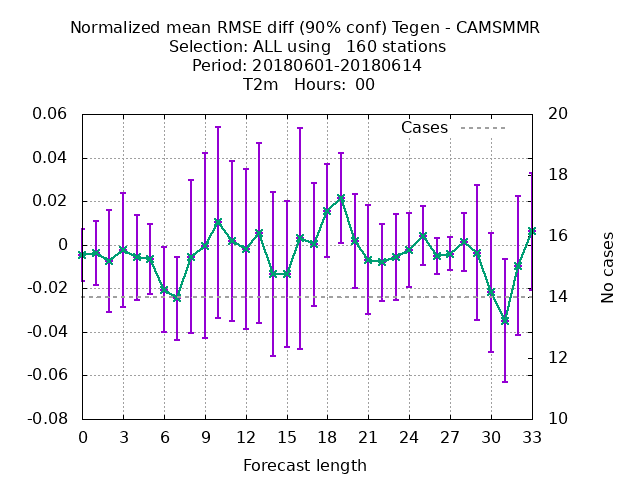 Normalized mean RMSE diff (90% conf) Tegen - CAMSMMR
Selection: ALL using   160 stations
Period: 20180601-20180614
T2m   Hours:  00
Cases
0.06
0.04
0.02
0
-0.02
-0.04
-0.06
-0.08
20
18
16
14
12
10
No cases
0 3 6 9 12 15 18 21 24 27 30 33
Forecast length